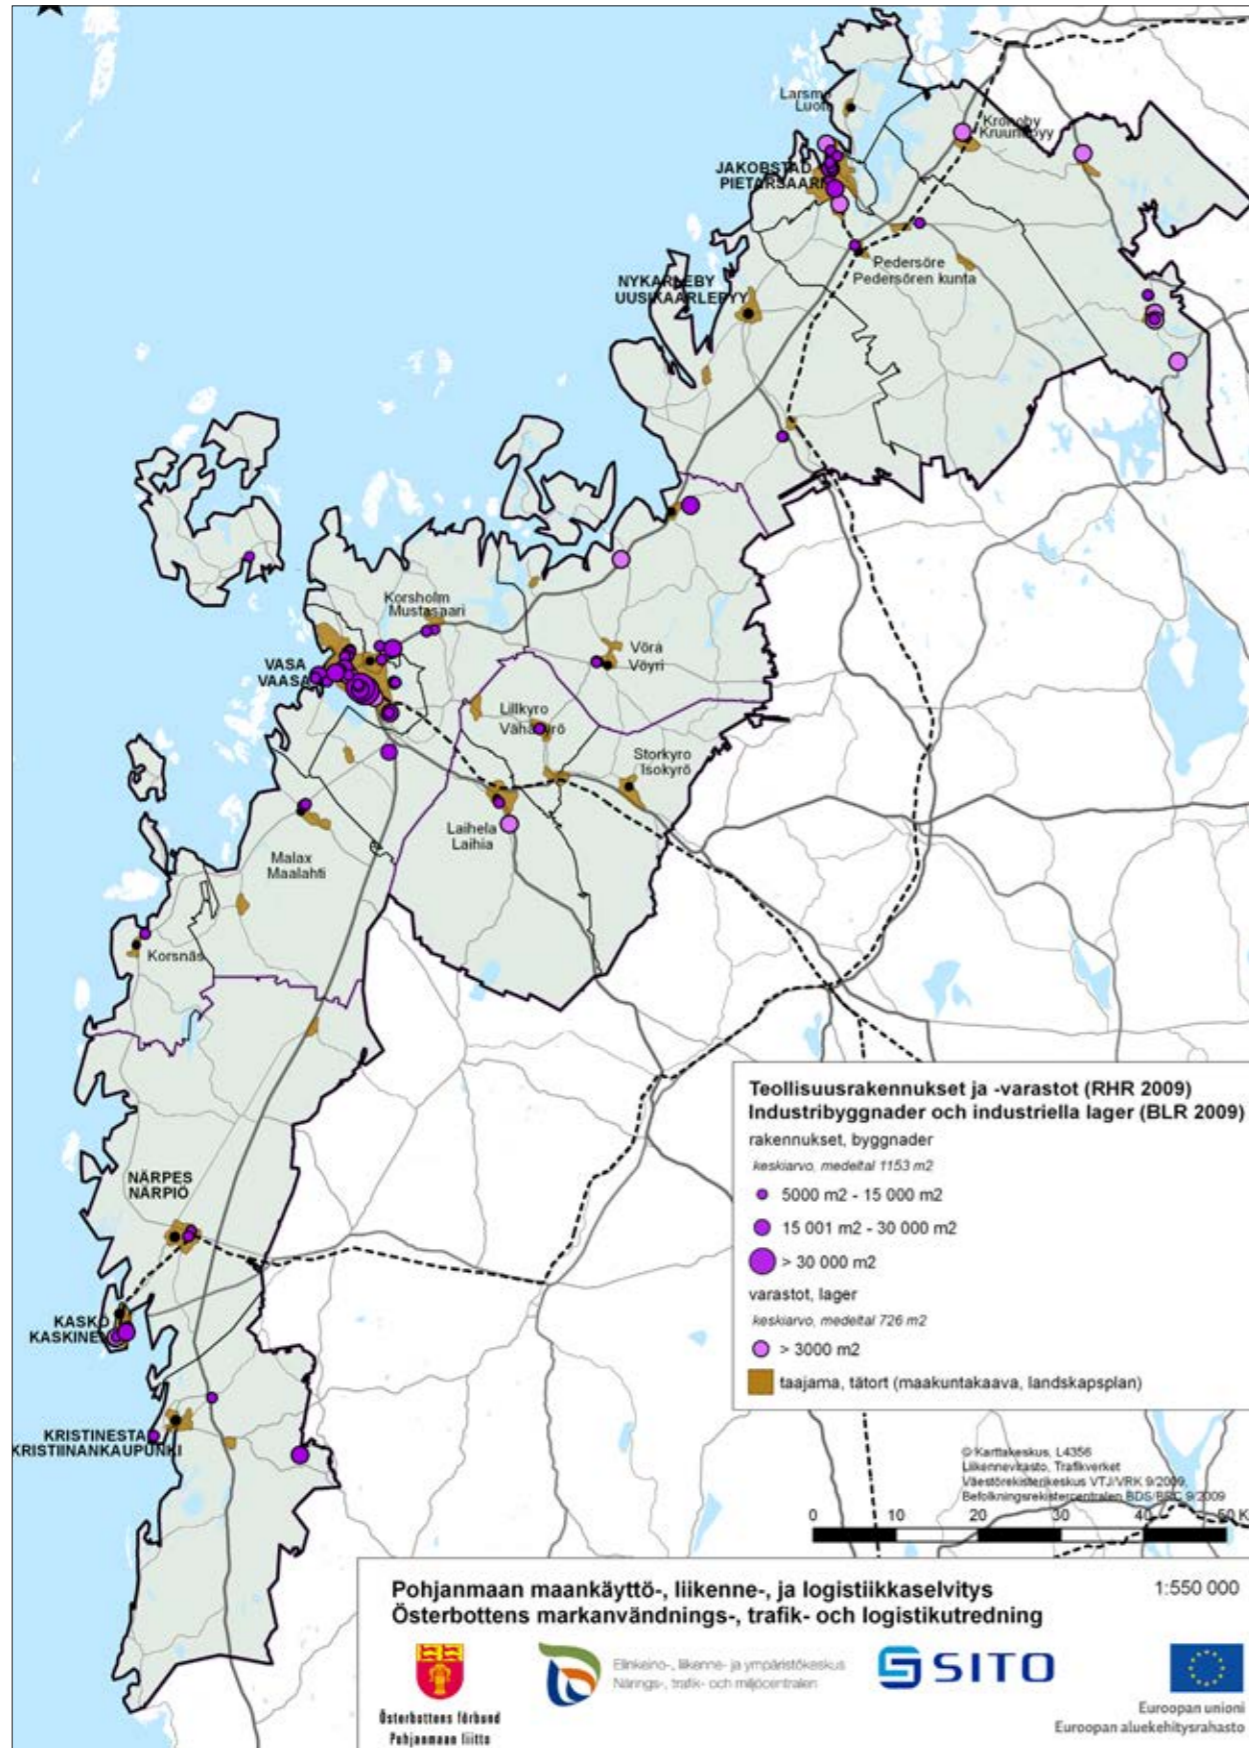 Larsmo
Luoto
Kronoby
Kruunupyy
JAKOBSTAD
PIETARSAARI
Pedersöre
Pedersören kunta
NYKARLEBY
UUSIKAARLEPYY
Korsholm
Mustasaari
Vörå
Vöyri
VASA
VAASA
Lillkyro
Vähäkyrö
Storkyro
Isokyrö
Laihela
Laihia
Malax
Maalahti
Korsnäs
NÄRPES
NÄRPIÖ
KASKÖ
KASKINEN
KRISTINESTAD
KRISTIINANKAUPUNKI
Teollisuusrakennukset ja -varastot (RHR 2009)
Industribyggnader och industriella lager (BLR 2009)
rakennukset, byggnader
keskiarvo, medeltal 1153 m2
5000 m2 - 15 000 m2
15 001 m2 - 30 000 m2
> 30 000 m2
varastot, lager
keskiarvo, medeltal 726 m2
> 3000 m2
taajama, tätort (maakuntakaava, landskapsplan)
© Karttakeskus, L4356
Liikennevirasto, Trafikverket
Väestörekisterikeskus VTJ/VRK 9/2009,
Befolkningsregistercentralen BDS/BRC 9/2009
0 10 20 30 40 50 K
Pohjanmaan maankäyttö-, liikenne-, ja logistiikkaselvitys
Österbottens markanvändnings-, trafik- och logistikutredning
1:550 000
Österbottens förbund
Pohjanmaan liitto
Elinkeino-, liikenne- ja ympäristökeskus
Närings-, trafik- och miljöcentralen
SITO
Euroopan unioni
Euroopan aluekehitysrahasto